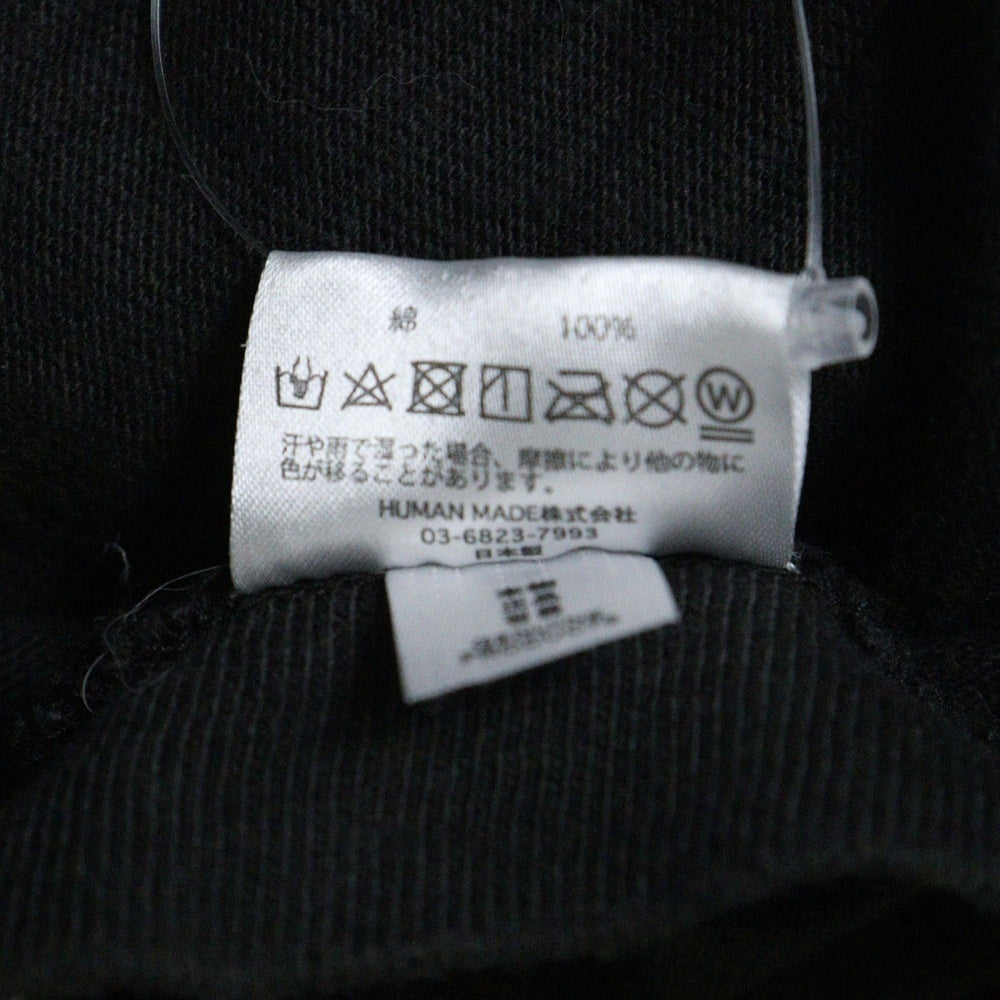 綿 100%
W
汗や雨で湿った場合、摩擦により他の物に
色が移ることがあります。
HUMAN MADE株式会社
03-6823-7993
日本製